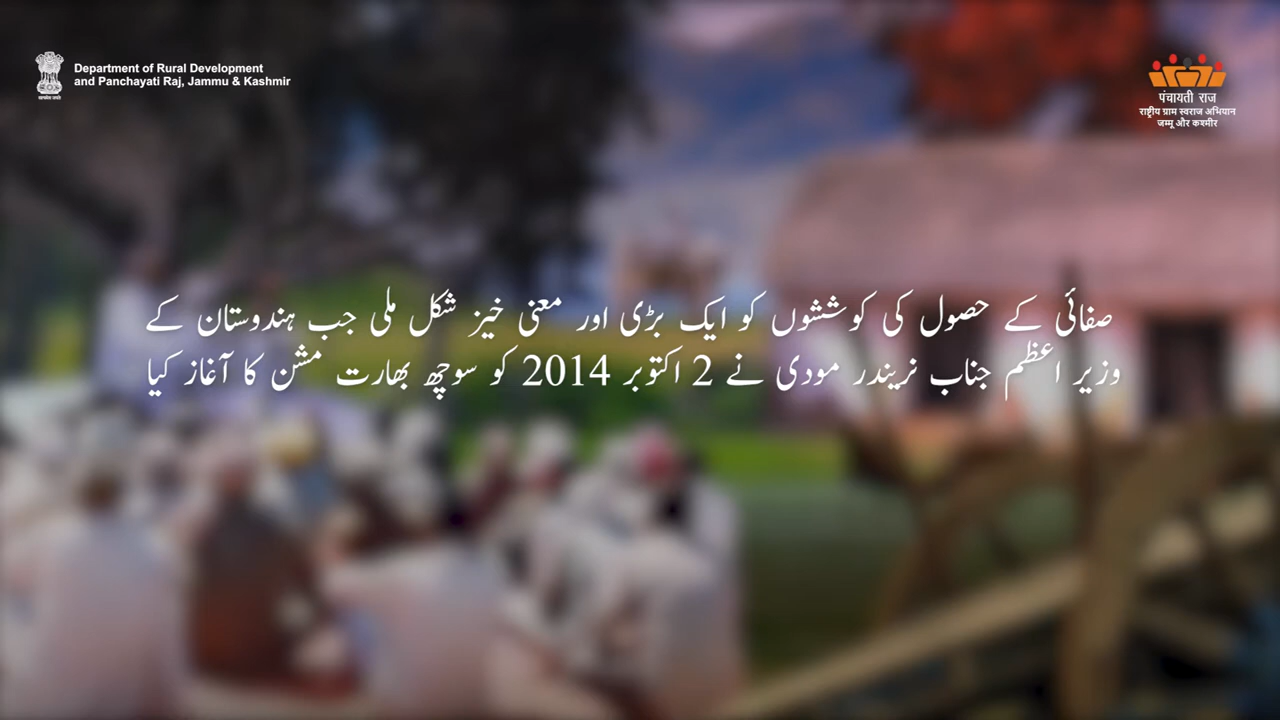 Department of Rural Development
and Panchayati Raj, Jammu & Kashmir
पंचायती राज
राष्ट्रीय ग्राम स्वराज अभियान
जम्मू और कश्मीर
صفائی کے حصول کی کوششوں کو ایک بڑی اور معنی خیز شکل ملی جب ہندوستان کے
وزیر اعظم جناب نریندر مودی نے 2 اکتوبر 2014 کو سوچھ بھارت مشن کا آغاز کیا